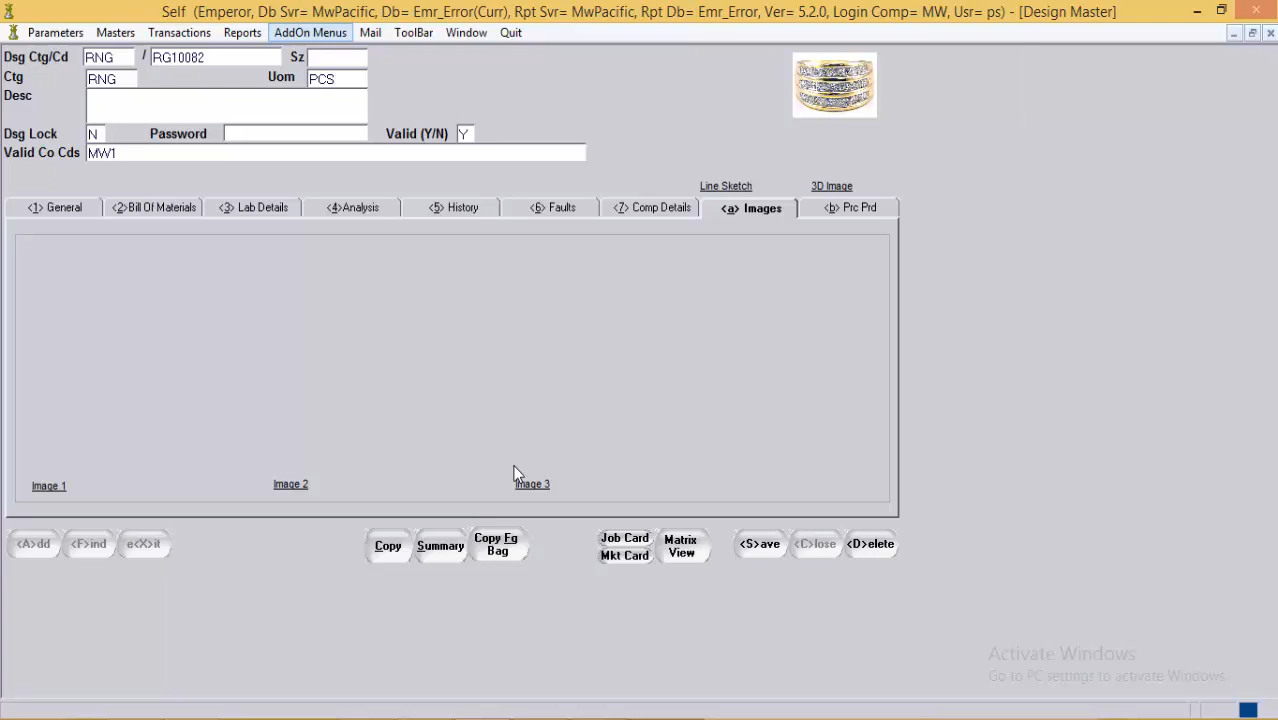 Self (Emperor, Db Svr= MwPacific, Db= Emr_Error(Curr), Rpt Svr= MwPacific, Rpt Db= Emr_Error, Ver= 5.2.0, Login Comp= MW, Usr= ps) - [Design Master]
Parameters Masters Transactions Reports AddOn Menus Mail ToolBar Window Quit
Dsg Ctg/Cd RNG / RG10082 Sz
Ctg RNG Uom PCS
Desc
Dsg Lock N Password Valid (Y/N) Y
Valid Co Cds MW1
Line Sketch 3D Image
<1> General <2>Bill Of Materials <3> Lab Details <4>Analysis <5> History <6> Faults <7> Comp Details <a> Images <b> Prc Prd
Image 1 Image 2 Image 3
<A>dd <F>ind e<X>it Copy Summary Copy Fg Bag Job Card Mkt Card Matrix View <S>ave <C>lose <D>elete
Activate Windows
Go to PC settings to activate Windows.